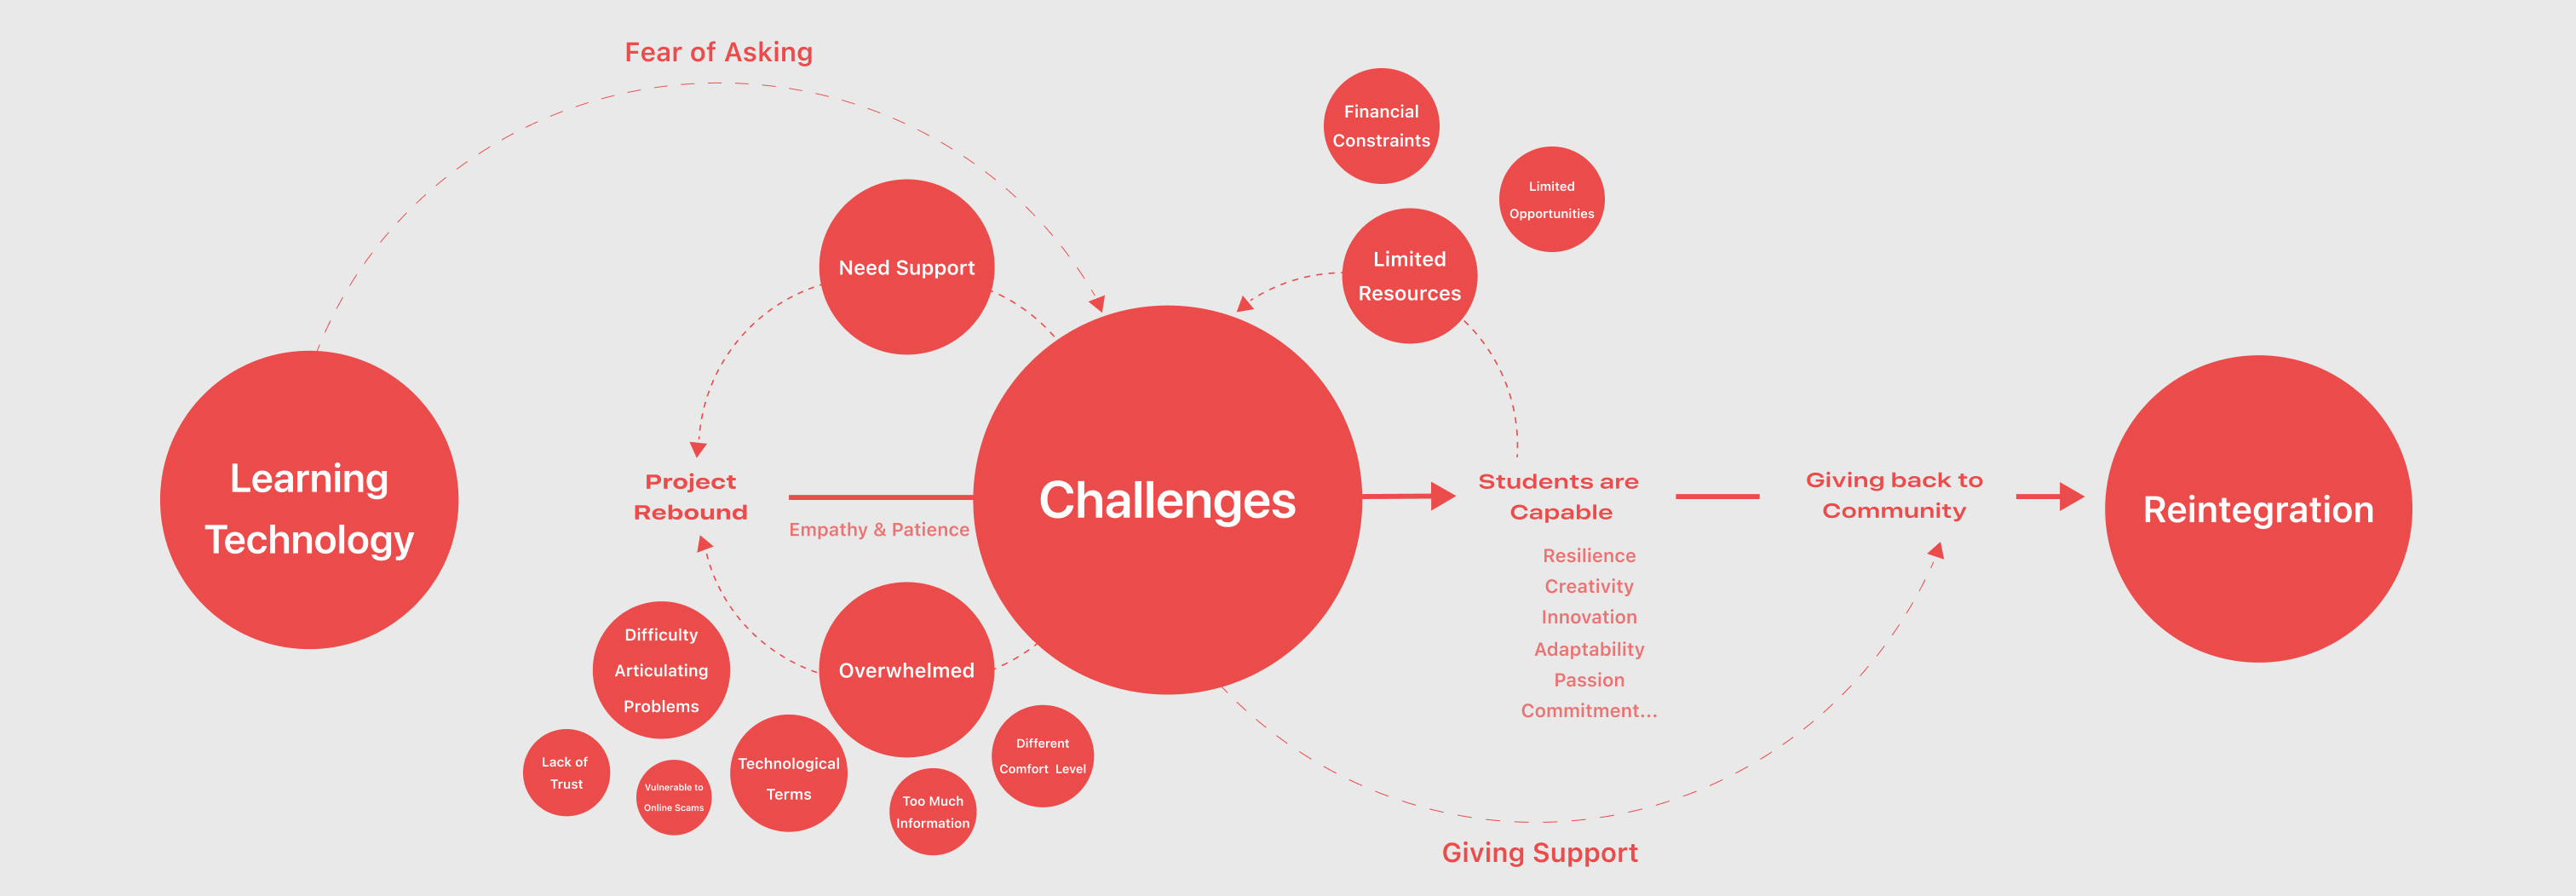 Fear of Asking
Financial
Constraints
Limited
Opportunities
Need Support
Limited
Resources
Learning
Technology
Project
Rebound
Empathy & Patience
Challenges
Students are
Capable
Resilience
Creativity
Innovation
Adaptability
Passion
Commitment...
Giving back to
Community
Reintegration
Difficulty
Articulating
Problems
Overwhelmed
Lack of
Trust
Vulnerable to
Online Scams
Technological
Terms
Too Much
Information
Different
Comfort Level
Giving Support